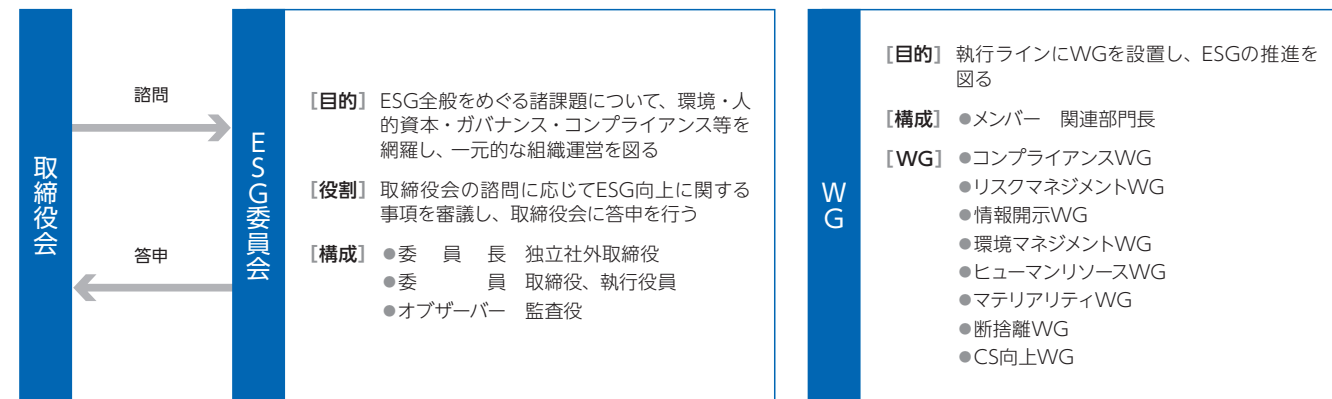 取締役会
諮問
答申
ESG委員会
[目的] ESG全般をめぐる諸課題について、環境・人
的資本・ガバナンス・コンプライアンス等を
網羅し、一元的な組織運営を図る
[役割] 取締役会の諮問に応じてESG向上に関する
事項を審議し、取締役会に答申を行う
[構成] ●委 員 長 独立社外取締役
●委 員 取締役、執行役員
●オブザーバー 監査役
WG
[目的] 執行ラインにWGを設置し、ESGの推進を
図る
[構成] ●メンバー 関連部門長
[WG] ●コンプライアンスWG
●リスクマネジメントWG
●情報開示WG
●環境マネジメントWG
●ヒューマンリソースWG
●マテリアリティWG
●断捨離WG
●CS向上WG